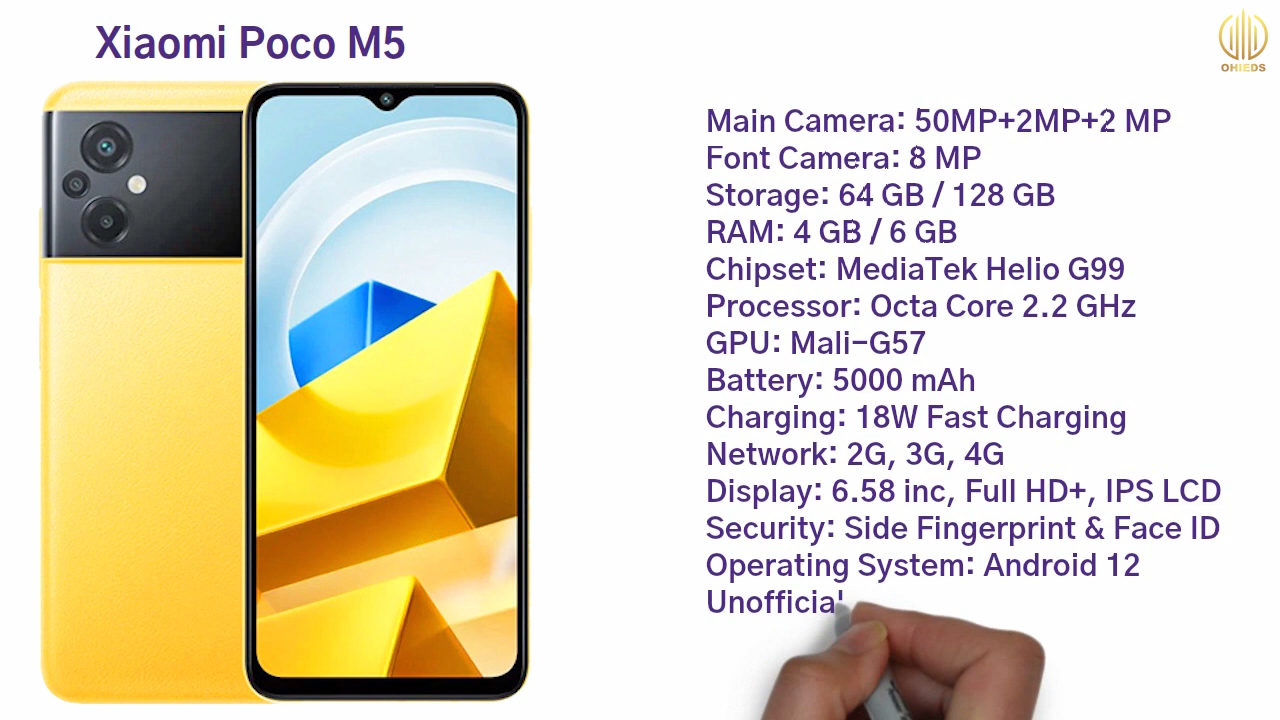 Xiaomi Poco M5
OHIEDS
Main Camera: 50MP+2MP+2 MP
Font Camera: 8 MP
Storage: 64 GB / 128 GB
RAM: 4 GB / 6 GB
Chipset: MediaTek Helio G99
Processor: Octa Core 2.2 GHz
GPU: Mali-G57
Battery: 5000 mAh
Charging: 18W Fast Charging
Network: 2G, 3G, 4G
Display: 6.58 inc, Full HD+, IPS LCD
Security: Side Fingerprint & Face ID
Operating System: Android 12
Unofficial